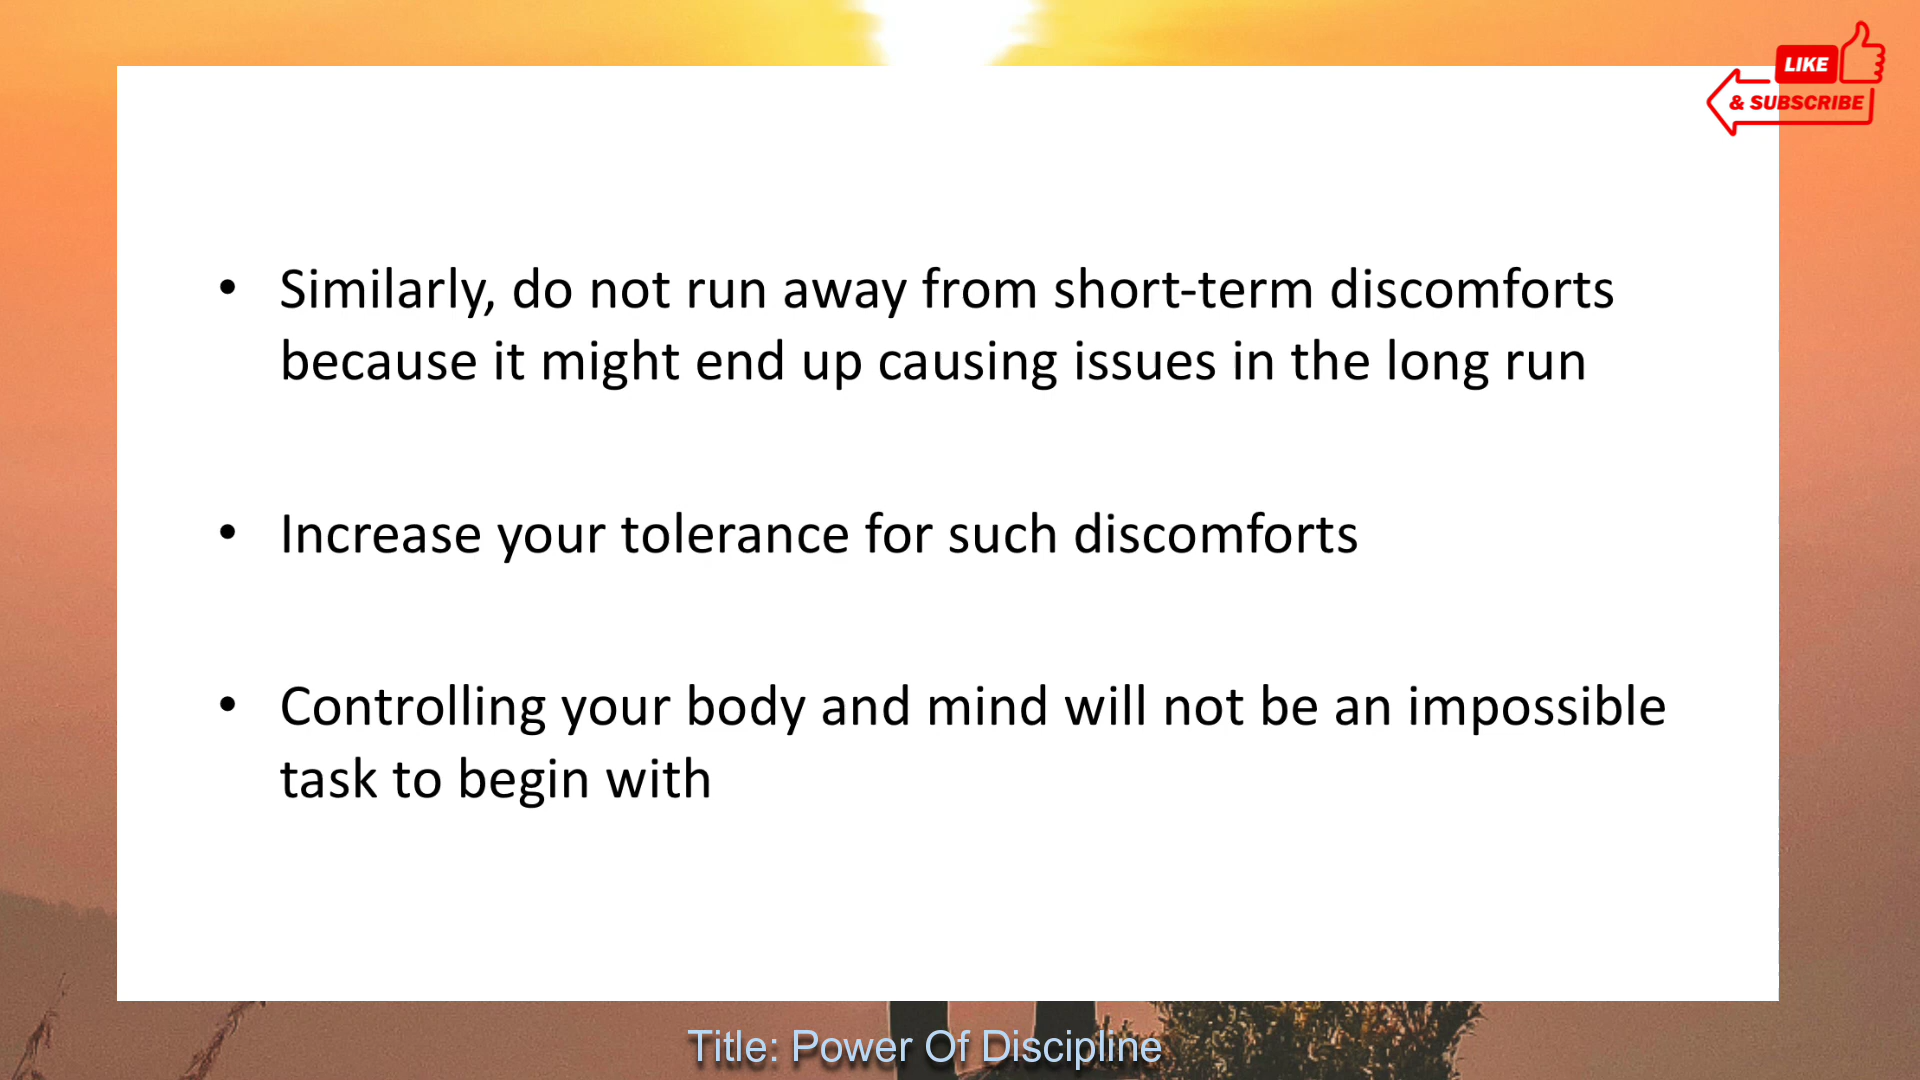 LIKE
& SUBSCRIBE
• Similarly, do not run away from short-term discomforts
because it might end up causing issues in the long run
• Increase your tolerance for such discomforts
• Controlling your body and mind will not be an impossible
task to begin with
Title: Power Of Discipline